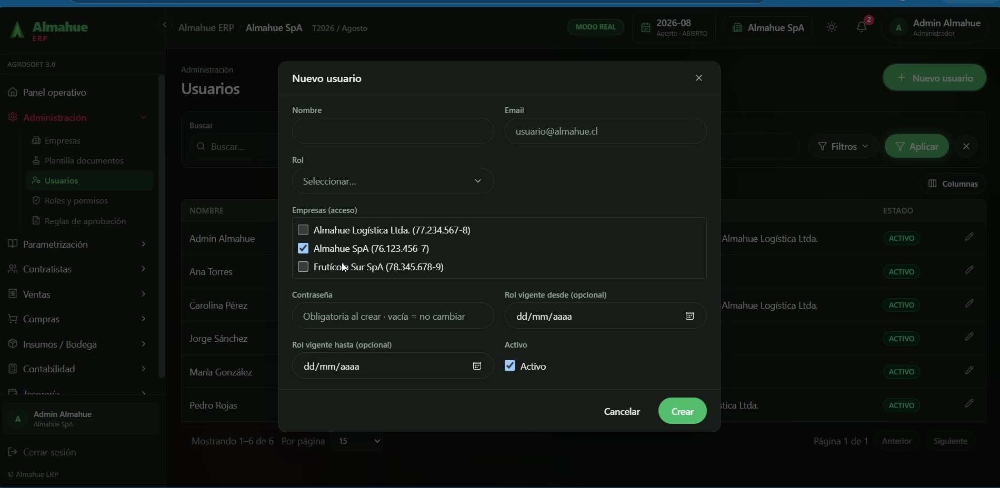 Almahue
ERP
Almahue ERP / Almahue SpA T2026 / Agosto
MODO REAL
2026-08
Agosto · ABIERTO
Almahue SpA
2
A
Admin Almahue
Administrador
AGROSOFT 3.0
Panel operativo
Administración
Empresas
Plantilla documentos
Usuarios
Roles y permisos
Reglas de aprobación
Parametrización
Contratistas
Ventas
Compras
Insumos / Bodega
Contabilidad
Tesorería
A
Admin Almahue
Almahue SpA
Cerrar sesión
© Almahue ERP
Administración
Usuarios
+ Nuevo usuario
Buscar
Buscar...
Filtros
Aplicar
Columnas
NOMBRE
ESTADO
Admin Almahue
Almahue Logística Ltda.
ACTIVO
Ana Torres
ACTIVO
Carolina Pérez
Almahue Logística Ltda.
ACTIVO
Jorge Sánchez
ACTIVO
María González
ACTIVO
Pedro Rojas
stica Ltda.
ACTIVO
Mostrando 1–6 de 6 Por página 15
Página 1 de 1 Anterior Siguiente
Nuevo usuario
Nombre
Email
usuario@almahue.cl
Rol
Seleccionar...
Empresas (acceso)
Almahue Logística Ltda. (77.234.567-8)
Almahue SpA (76.123.456-7)
Frutícola Sur SpA (78.345.678-9)
Contraseña
Obligatoria al crear · vacía = no cambiar
Rol vigente desde (opcional)
dd/mm/aaaa
Rol vigente hasta (opcional)
dd/mm/aaaa
Activo
Activo
Cancelar
Crear